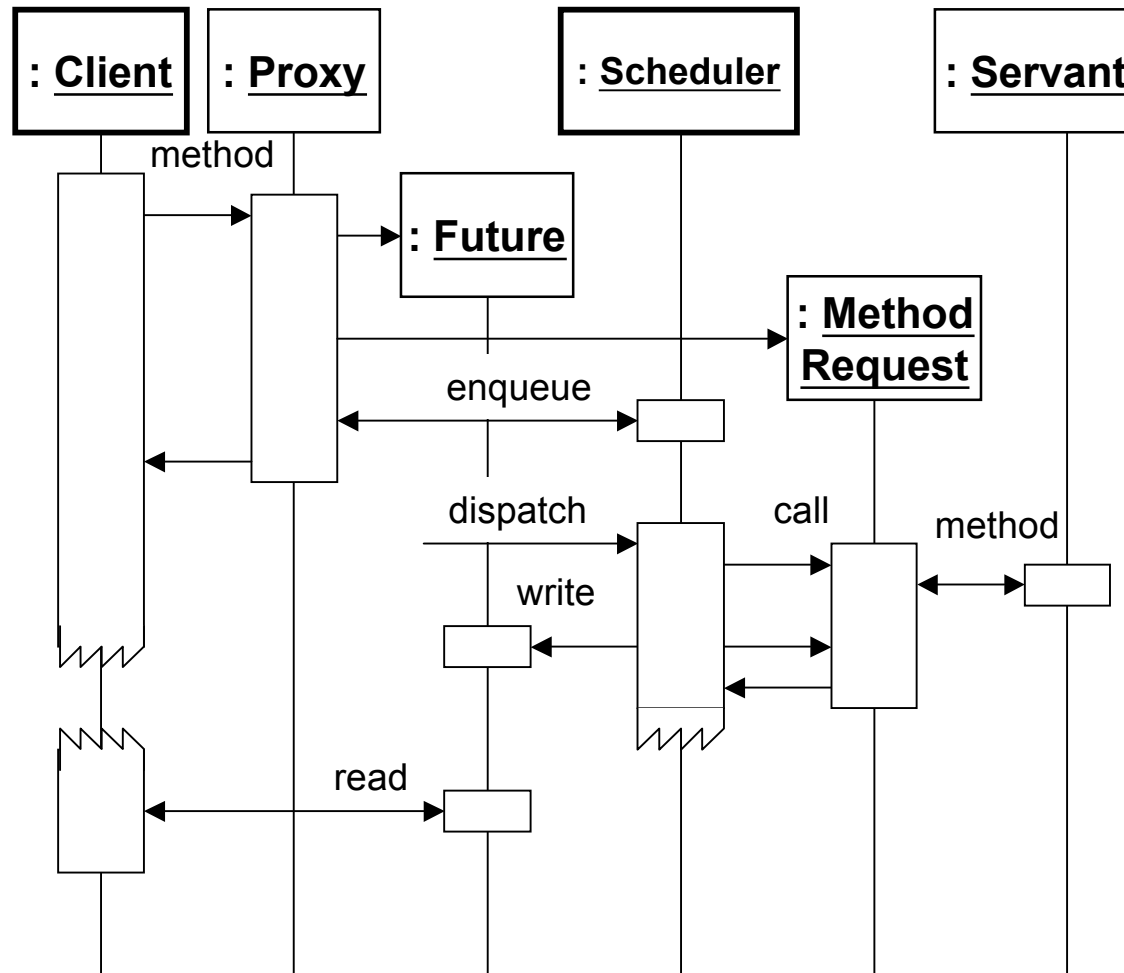 : Client
: Proxy
: Scheduler
: Servant
method
: Future
: Method
Request
enqueue
dispatch
call
method
write
read